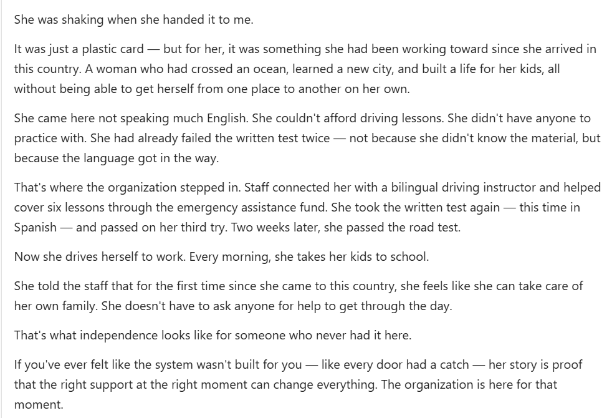 She was shaking when she handed it to me.
It was just a plastic card — but for her, it was something she had been working toward since she arrived in
this country. A woman who had crossed an ocean, learned a new city, and built a life for her kids, all
without being able to get herself from one place to another on her own.
She came here not speaking much English. She couldn't afford driving lessons. She didn't have anyone to
practice with. She had already failed the written test twice — not because she didn't know the material, but
because the language got in the way.
That's where the organization stepped in. Staff connected her with a bilingual driving instructor and helped
cover six lessons through the emergency assistance fund. She took the written test again — this time in
Spanish — and passed on her third try. Two weeks later, she passed the road test.
Now she drives herself to work. Every morning, she takes her kids to school.
She told the staff that for the first time since she came to this country, she feels like she can take care of
her own family. She doesn't have to ask anyone for help to get through the day.
That's what independence looks like for someone who never had it here.
If you've ever felt like the system wasn't built for you — like every door had a catch — her story is proof
that the right support at the right moment can change everything. The organization is here for that
moment.